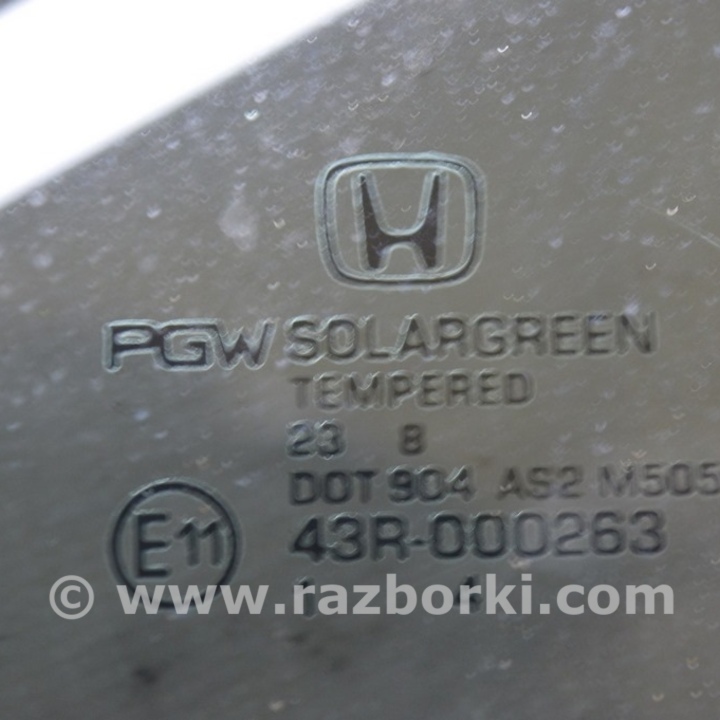 PGW SOLARGREEN
TEMPERED
23 8
DOT 904 AS2 M505
E11 43R-000263
© www.razborki.com